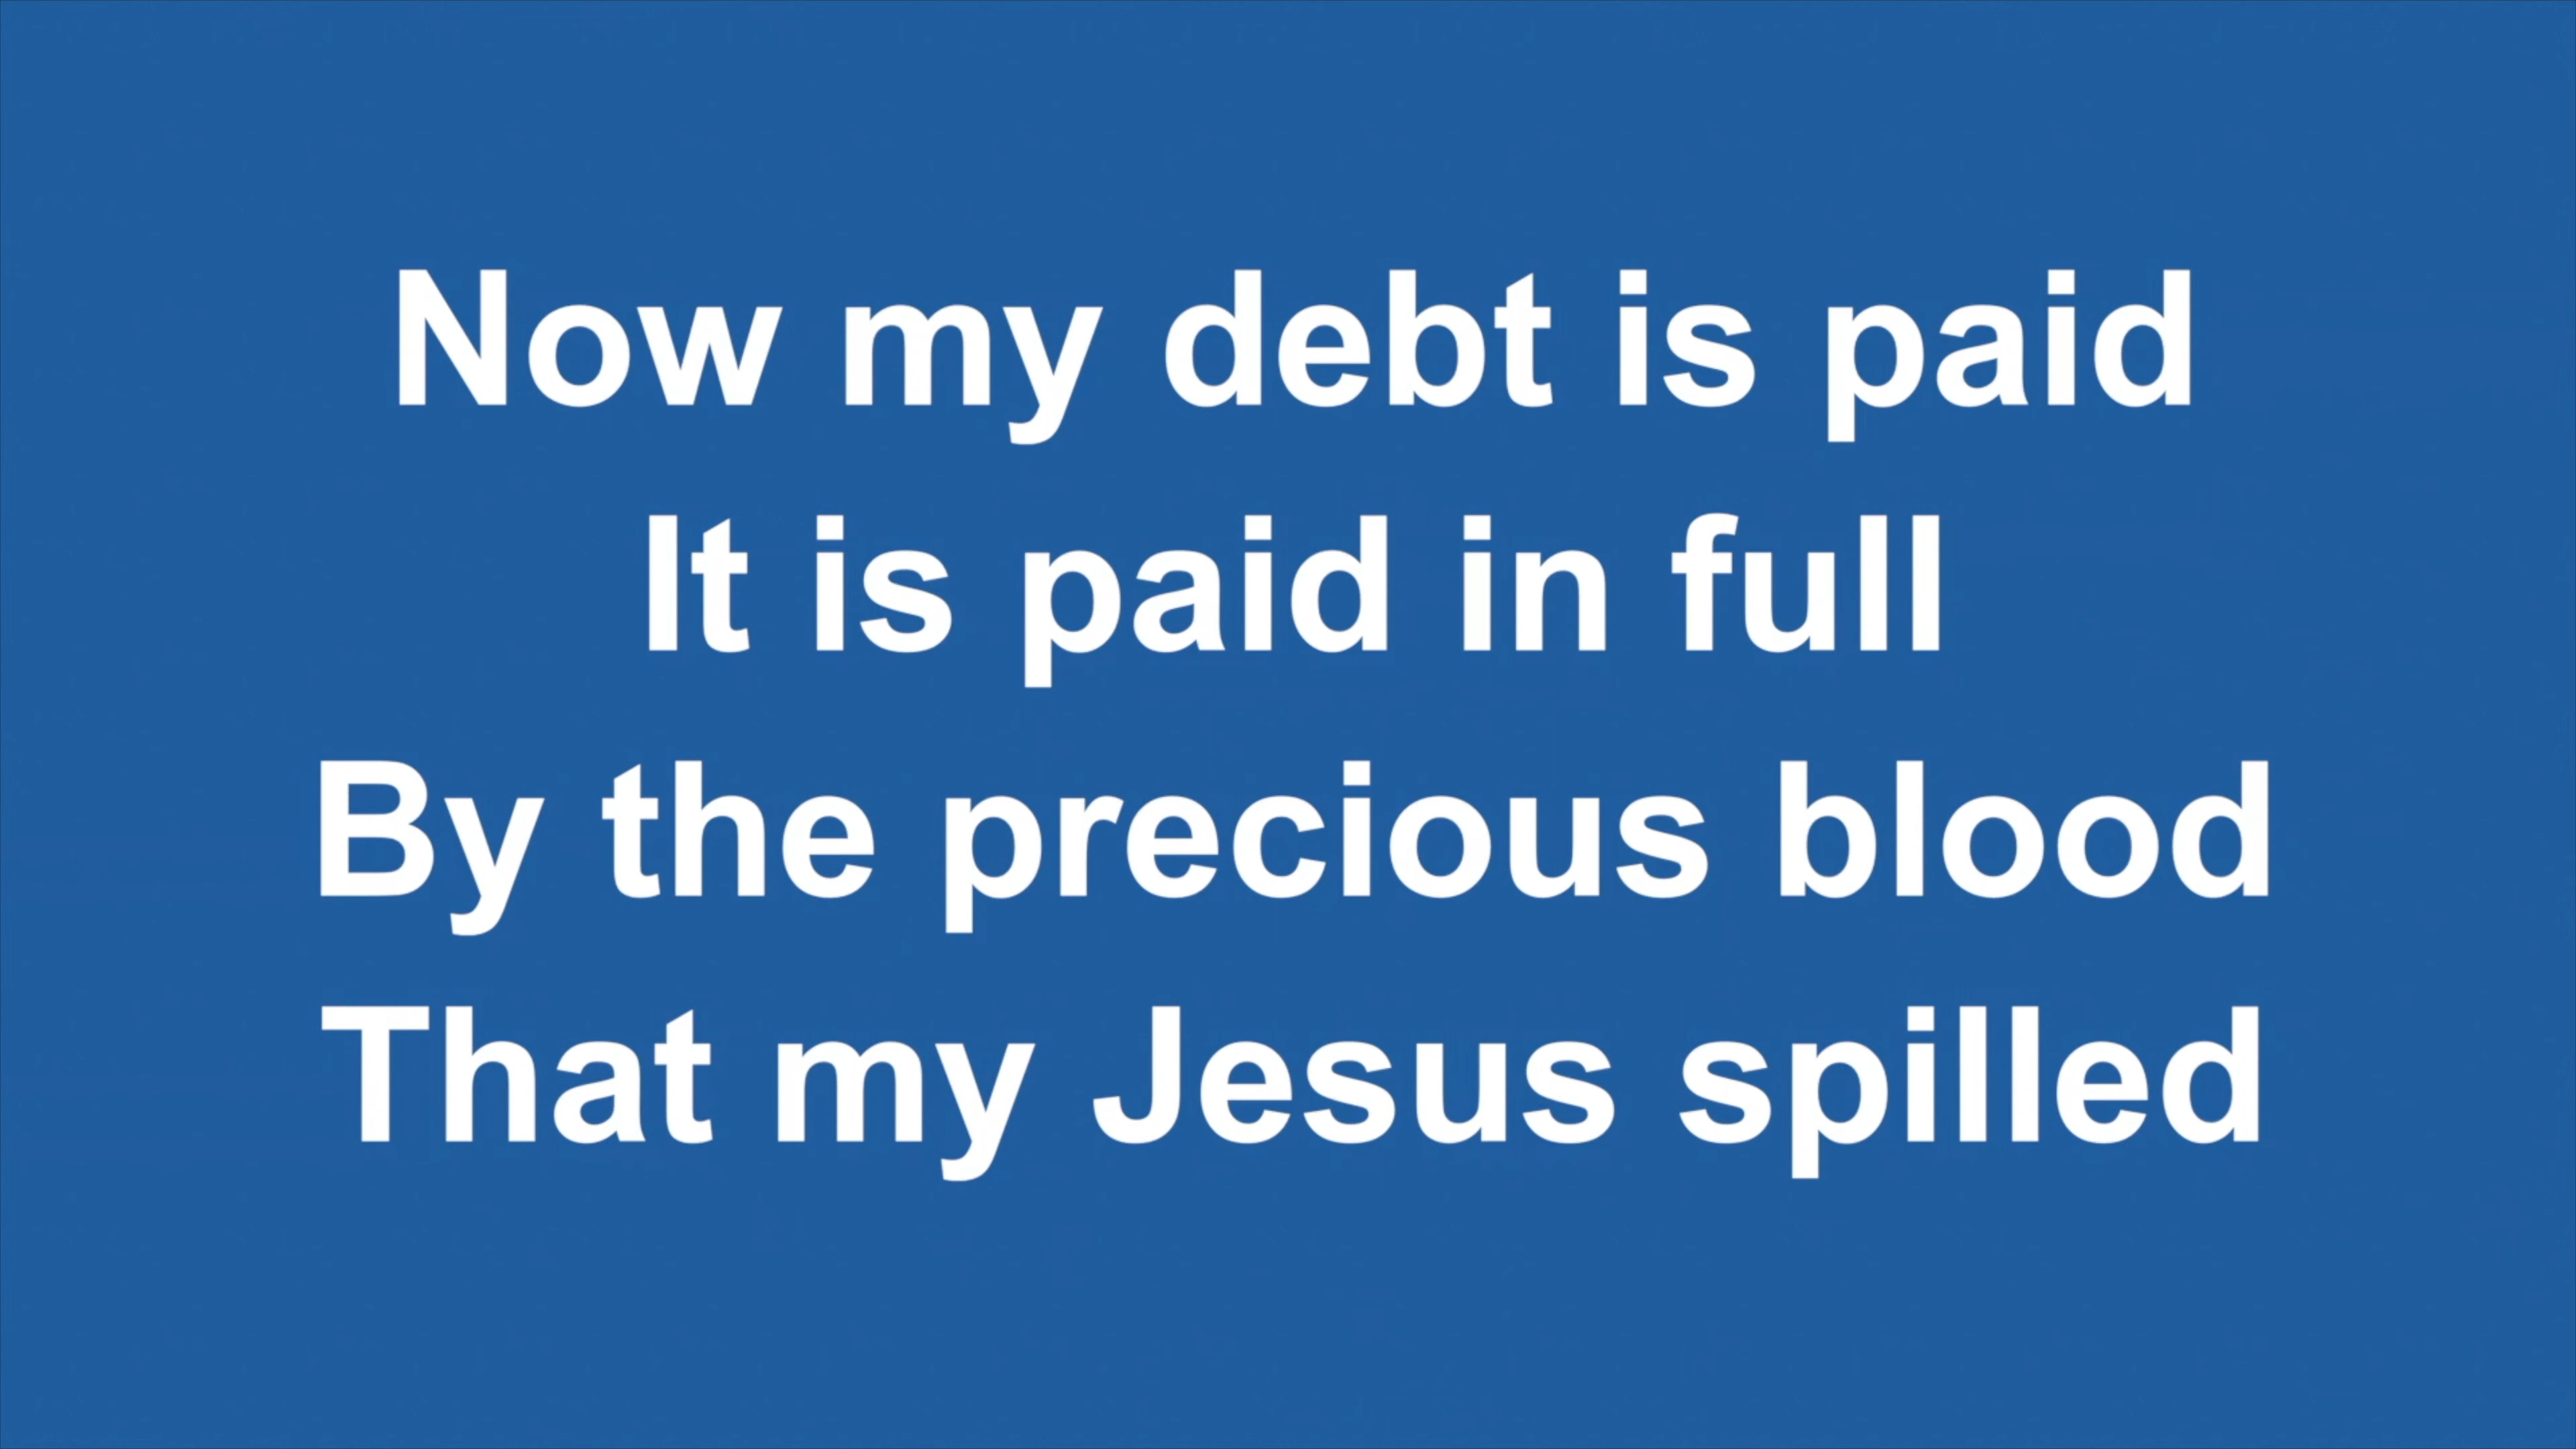 Now my debt is paid
It is paid in full
By the precious blood
That my Jesus spilled